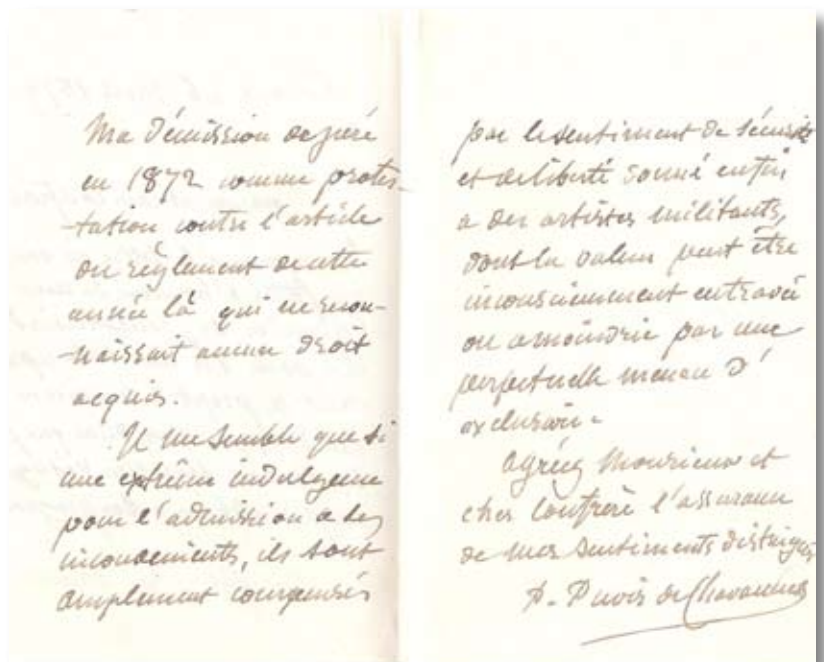 Ma démission de juré
en 1872 comme protes-
-tation contre l'article
du règlement de cette
année là qui ne recon-
-naissait aucun droit
acquis.
Il me semble que si
une extrême indulgence
pour l'admission a ses
inconvénients, ils sont
amplement compensés
par le sentiment de sécurité
et de liberté donné enfin
a des artistes militants,
dont la valeur peut être
inconsciemment entravée
ou amoindrie par une
perpetuelle menace d'
exclusion.
Agréez Monsieur et
cher confrère l'assurance
de mes sentiments distingués
P. Puvis de Chavannes